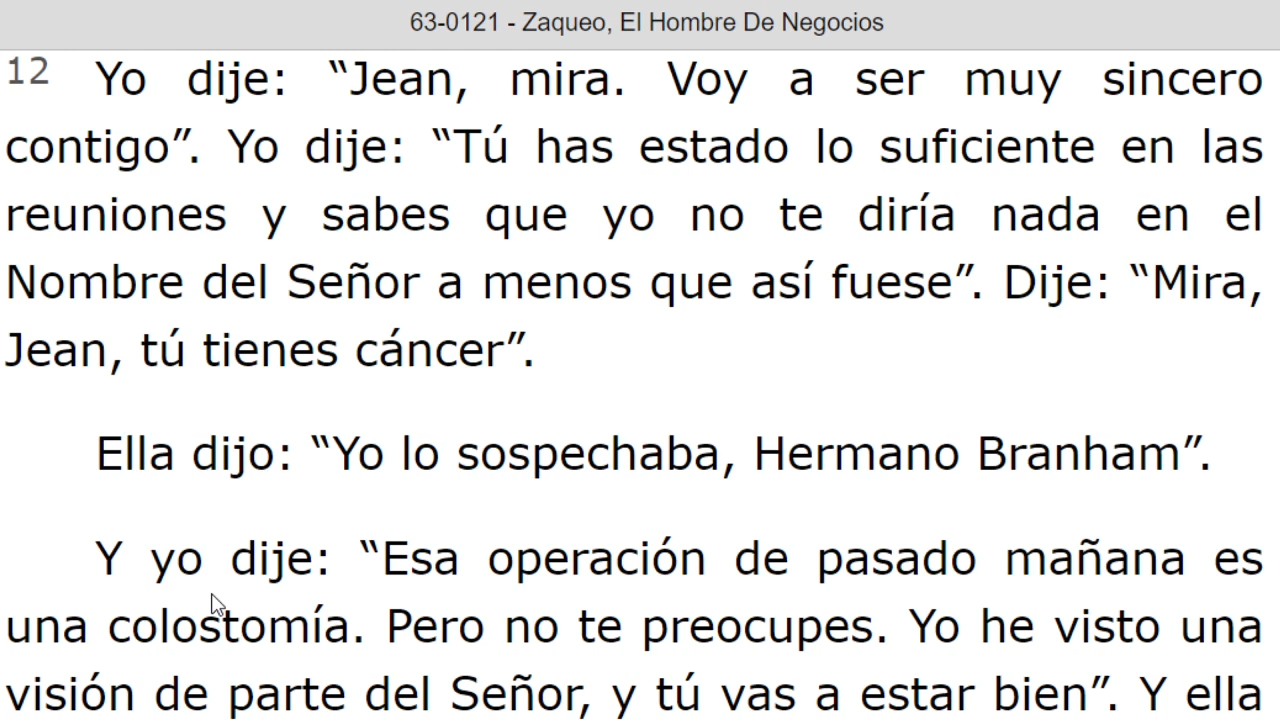 63-0121 - Zaqueo, El Hombre De Negocios
12 Yo dije: “Jean, mira. Voy a ser muy sincero
contigo”. Yo dije: “Tú has estado lo suficiente en las
reuniones y sabes que yo no te diría nada en el
Nombre del Señor a menos que así fuese”. Dije: “Mira,
Jean, tú tienes cáncer”.
Ella dijo: “Yo lo sospechaba, Hermano Branham”.
Y yo dije: “Esa operación de pasado mañana es
una colostomía. Pero no te preocupes. Yo he visto una
visión de parte del Señor, y tú vas a estar bien”. Y ella